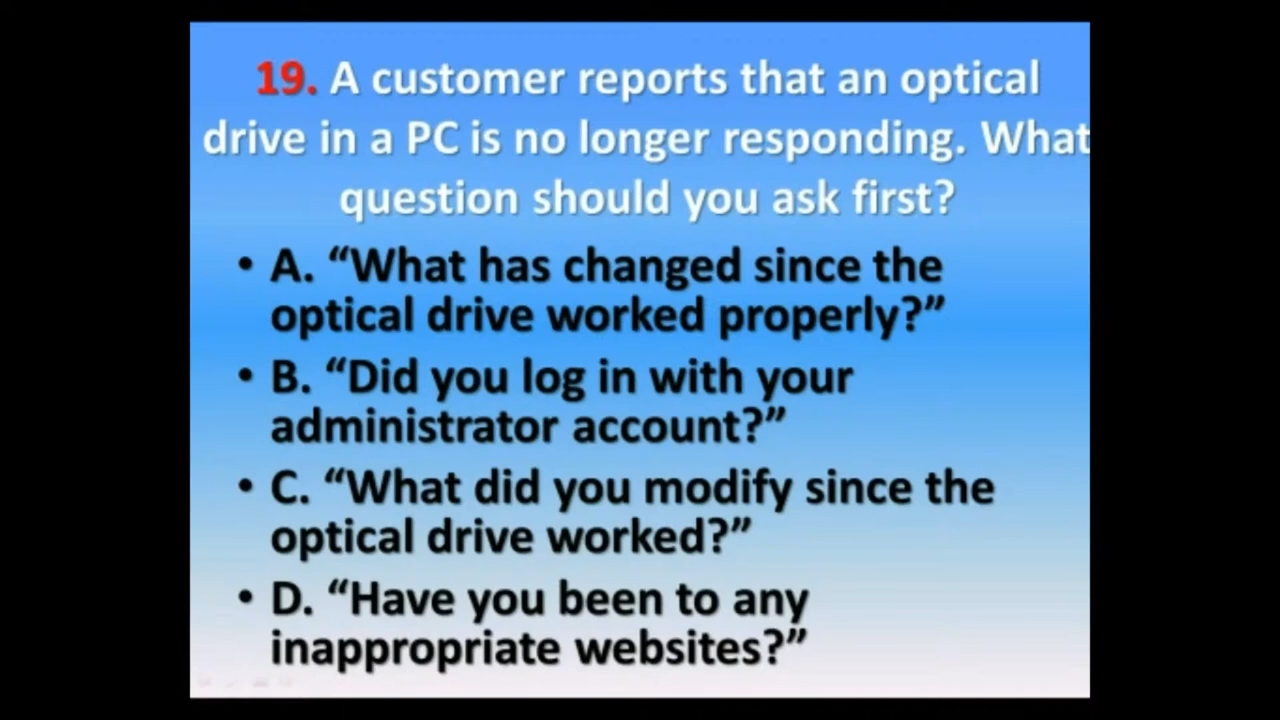 19. A customer reports that an optical
drive in a PC is no longer responding. What
question should you ask first?
• A. “What has changed since the
optical drive worked properly?”
• B. “Did you log in with your
administrator account?”
• C. “What did you modify since the
optical drive worked?”
• D. “Have you been to any
inappropriate websites?”